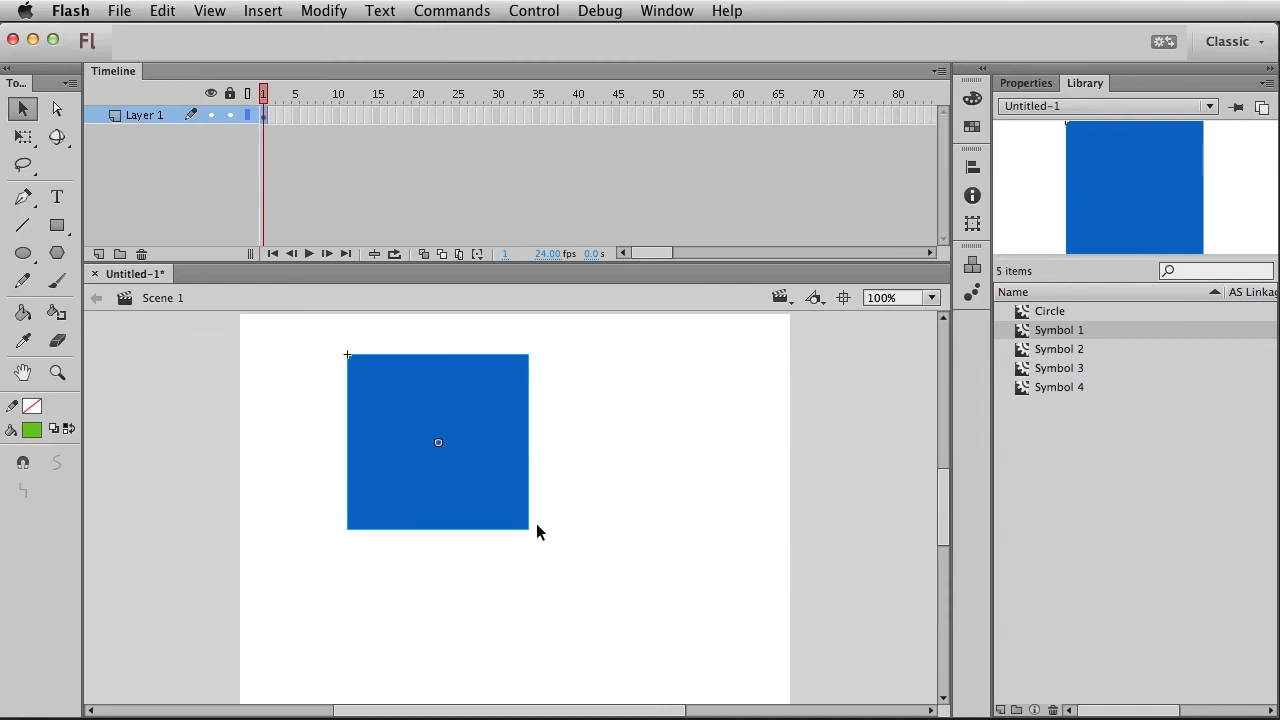 Flash File Edit View Insert Modify Text Commands Control Debug Window Help
Fl Classic
To... Timeline Properties Library
1 5 10 15 20 25 30 35 40 45 50 55 60 65 70 75 80
Untitled-1
Layer 1
1 24.00 fps 0.0 s
Untitled-1*
5 items
Scene 1 100%
Name AS Linkag
Circle
Symbol 1
Symbol 2
Symbol 3
Symbol 4